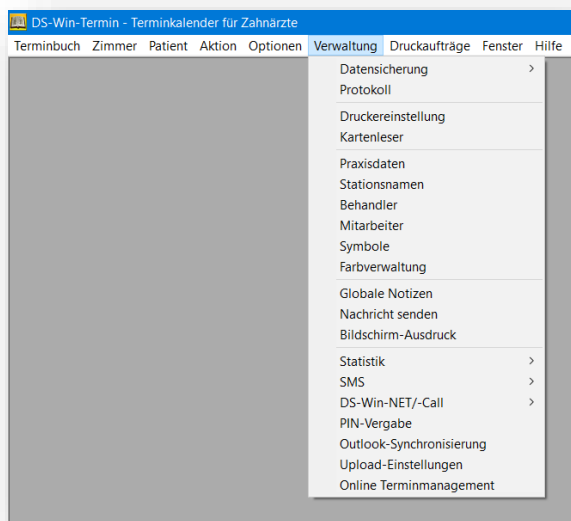 DS-Win-Termin - Terminkalender für Zahnärzte
Terminbuch Zimmer Patient Aktion Optionen Verwaltung Druckaufträge Fenster Hilfe
Datensicherung >
Protokoll
Druckereinstellung
Kartenleser
Praxisdaten
Stationsnamen
Behandler
Mitarbeiter
Symbole
Farbverwaltung
Globale Notizen
Nachricht senden
Bildschirm-Ausdruck
Statistik >
SMS >
DS-Win-NET/-Call >
PIN-Vergabe
Outlook-Synchronisierung
Upload-Einstellungen
Online Terminmanagement